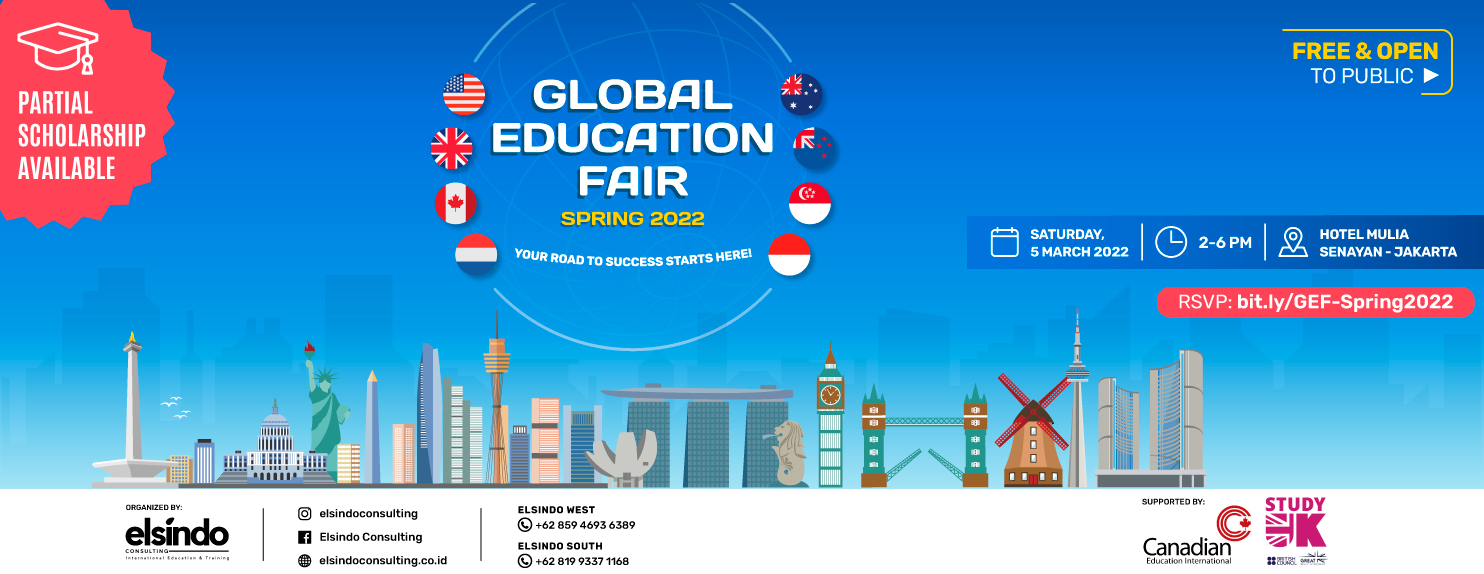 PARTIAL
SCHOLARSHIP
AVAILABLE
GLOBAL
EDUCATION
FAIR
SPRING 2022
YOUR ROAD TO SUCCESS STARTS HERE!
FREE & OPEN
TO PUBLIC
SATURDAY,
5 MARCH 2022
2-6 PM
HOTEL MULIA
SENAYAN - JAKARTA
RSVP: bit.ly/GEF-Spring2022
ORGANIZED BY:
elsindo
CONSULTING
International Education & Training
elsindoconsulting
Elsindo Consulting
elsindoconsulting.co.id
ELSINDO WEST
+62 859 4693 6389
ELSINDO SOUTH
+62 819 9337 1168
SUPPORTED BY:
Canadian
Education International
STUDY
UK
BRITISH
COUNCIL
GREAT